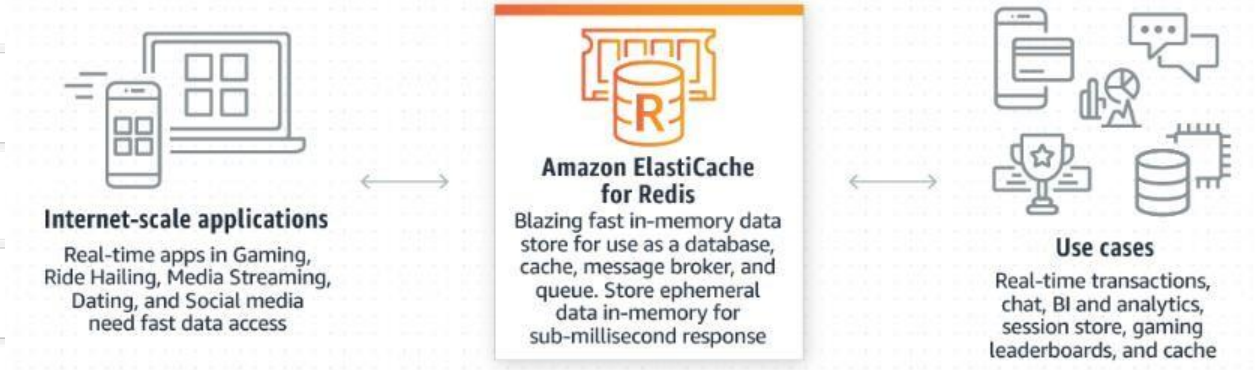 Internet-scale applications
Real-time apps in Gaming,
Ride Hailing, Media Streaming,
Dating, and Social media
need fast data access
R
Amazon ElastiCache
for Redis
Blazing fast in-memory data
store for use as a database,
cache, message broker, and
queue. Store ephemeral
data in-memory for
sub-millisecond response
Use cases
Real-time transactions,
chat, BI and analytics,
session store, gaming
leaderboards, and cache